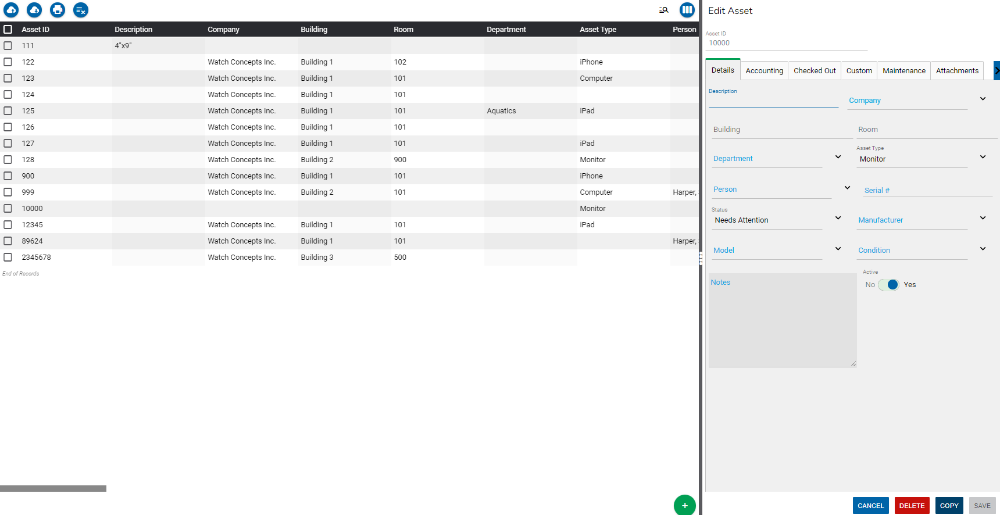 Asset ID Description Company Building Room Department Asset Type Person
111 4"x9"
122 Watch Concepts Inc. Building 1 102 iPhone
123 Watch Concepts Inc. Building 1 101 Computer
124 Watch Concepts Inc. Building 1 101
125 Watch Concepts Inc. Building 1 101 Aquatics iPad
126 Watch Concepts Inc. Building 1 101
127 Watch Concepts Inc. Building 1 101 iPad
128 Watch Concepts Inc. Building 2 900 Monitor
900 Watch Concepts Inc. Building 1 101 iPhone
999 Watch Concepts Inc. Building 2 101 Computer Harper,
10000 Monitor
12345 Watch Concepts Inc. Building 1 101 iPad
89624 Watch Concepts Inc. Building 1 101 Harper,
2345678 Watch Concepts Inc. Building 3 500
End of Records
Edit Asset
Asset ID
10000
Details Accounting Checked Out Custom Maintenance Attachments
Description
Company
Building Room
Department
Asset Type
Monitor
Person Serial #
Status
Needs Attention
Manufacturer
Model Condition
Notes
Active
No Yes
CANCEL DELETE COPY SAVE